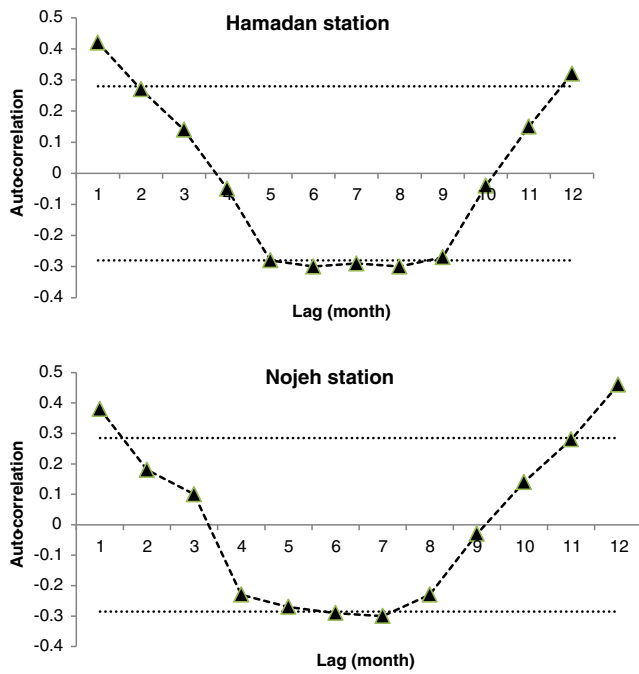 Hamadan station
0.5
0.4
0.3
0.2
0.1
0
-0.1
-0.2
-0.3
-0.4
Autocorrelation
1 2 3 4 5 6 7 8 9 10 11 12
Lag (month)
Nojeh station
0.5
0.4
0.3
0.2
0.1
0
-0.1
-0.2
-0.3
-0.4
Autocorrelation
1 2 3 4 5 6 7 8 9 10 11 12
Lag (month)